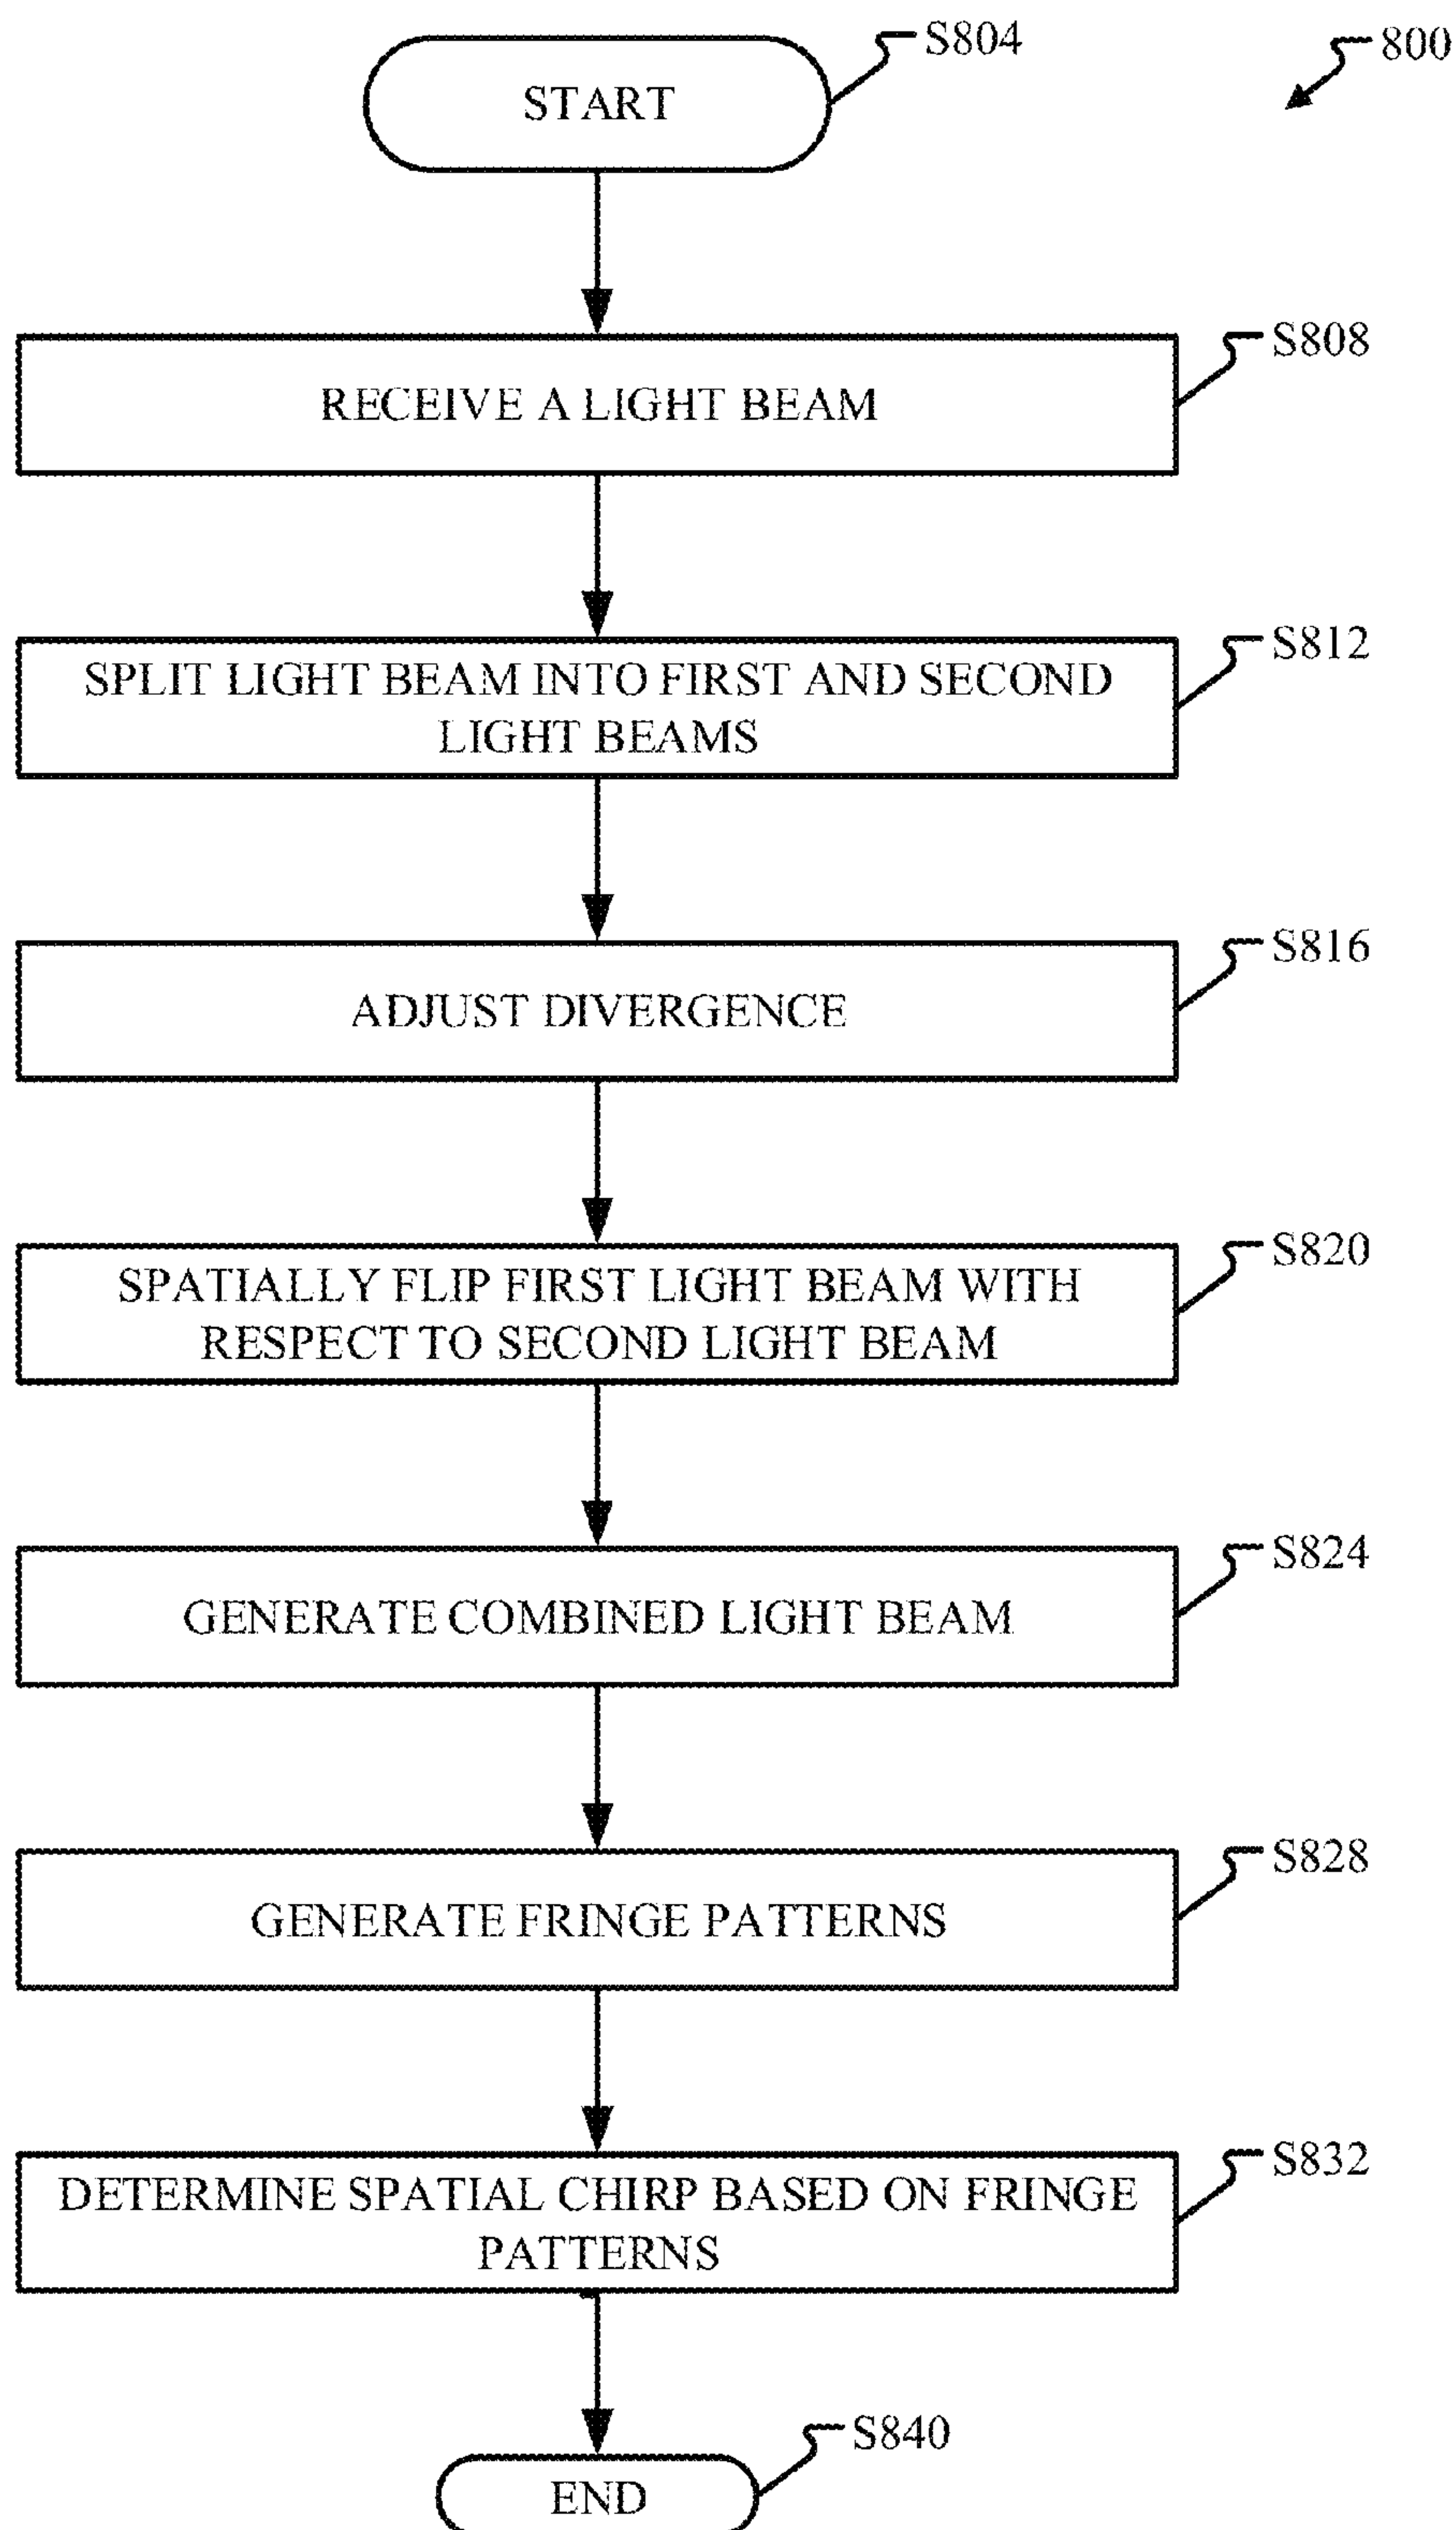 S804
800
START
S808
RECEIVE A LIGHT BEAM
S812
SPLIT LIGHT BEAM INTO FIRST AND SECOND
LIGHT BEAMS
S816
ADJUST DIVERGENCE
S820
SPATIALLY FLIP FIRST LIGHT BEAM WITH
RESPECT TO SECOND LIGHT BEAM
S824
GENERATE COMBINED LIGHT BEAM
S828
GENERATE FRINGE PATTERNS
S832
DETERMINE SPATIAL CHIRP BASED ON FRINGE
PATTERNS
S840
END